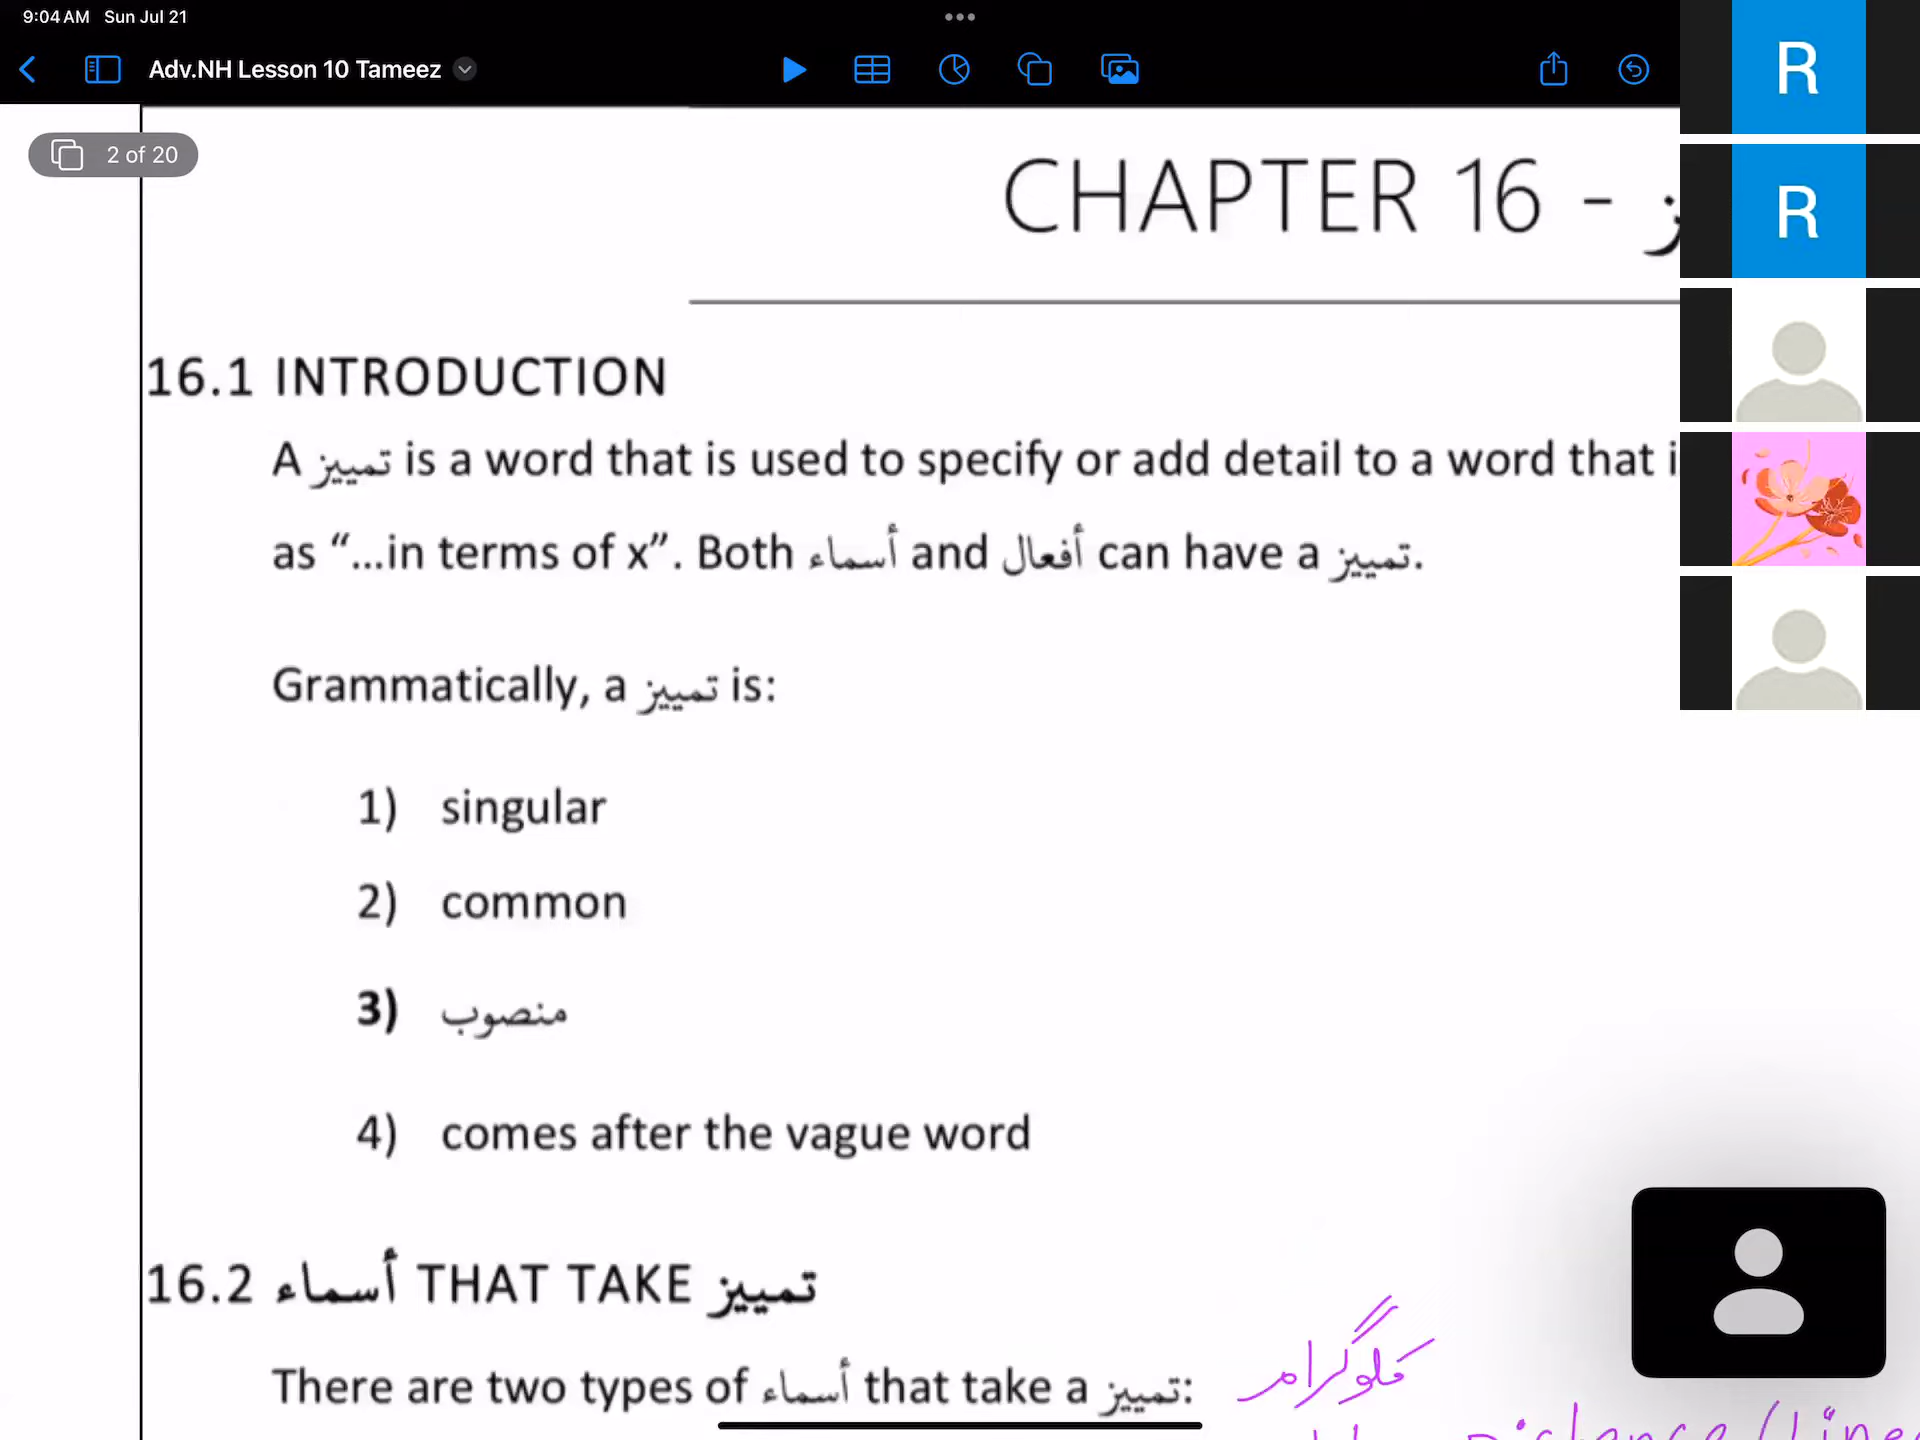 9:04 AM Sun Jul 21
Adv.NH Lesson 10 Tameez
2 of 20
CHAPTER 16 -
16.1 INTRODUCTION
A تمييز is a word that is used to specify or add detail to a word that i
as “...in terms of x”. Both أسماء and أفعال can have a تمييز.
Grammatically, a تمييز is:
1) singular
2) common
3) منصوب
4) comes after the vague word
16.2 أسماء THAT TAKE تمييز
There are two types of أسماء that take a تمييز:
R
R